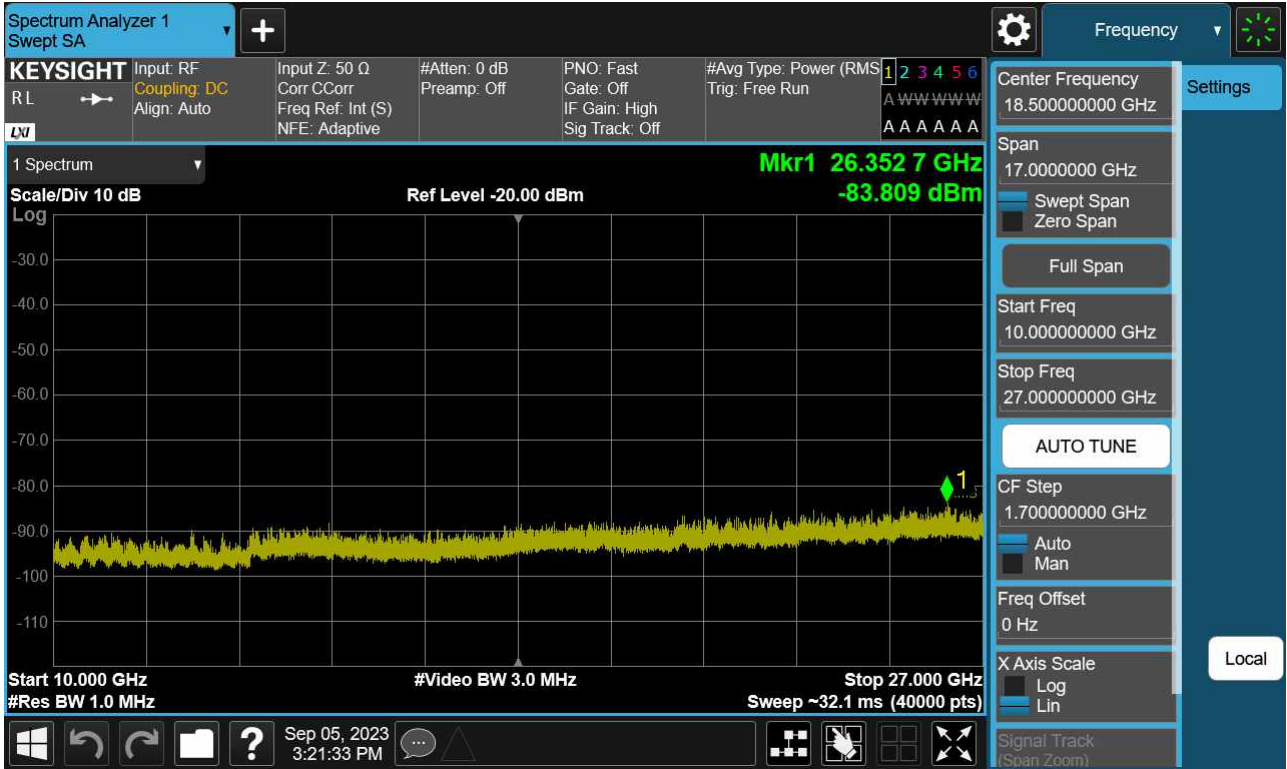 Spectrum Analyzer 1
Swept SA
+
Frequency
KEYSIGHT
R L
LXI
Input: RF
Coupling: DC
Align: Auto
Input Z: 50 Ω
Corr CCorr
Freq Ref: Int (S)
NFE: Adaptive
#Atten: 0 dB
Preamp: Off
PNO: Fast
Gate: Off
IF Gain: High
Sig Track: Off
#Avg Type: Power (RMS
Trig: Free Run
1 2 3 4 5 6
A W W W W W
A A A A A A
1 Spectrum
Scale/Div 10 dB
Ref Level -20.00 dBm
Mkr1 26.352 7 GHz
-83.809 dBm
Log
-30.0
-40.0
-50.0
-60.0
-70.0
-80.0
-90.0
-100
-110
1
Start 10.000 GHz
#Video BW 3.0 MHz
Stop 27.000 GHz
#Res BW 1.0 MHz
Sweep ~32.1 ms (40000 pts)
?
Sep 05, 2023
3:21:33 PM
Center Frequency
18.500000000 GHz
Span
17.0000000 GHz
Swept Span
Zero Span
Full Span
Start Freq
10.000000000 GHz
Stop Freq
27.000000000 GHz
AUTO TUNE
CF Step
1.700000000 GHz
Auto
Man
Freq Offset
0 Hz
X Axis Scale
Log
Lin
Signal Track
(Span Zoom)
Settings
Local